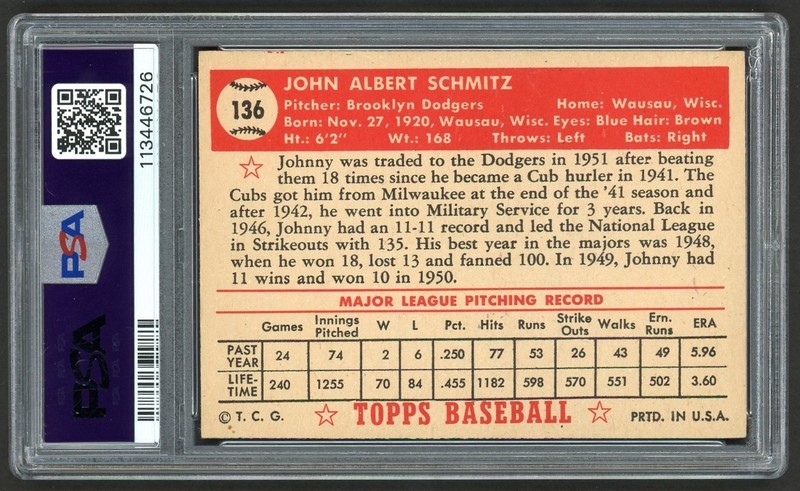 PSA
PSA
113446726
136
JOHN ALBERT SCHMITZ
Pitcher: Brooklyn Dodgers Home: Wausau, Wisc.
Born: Nov. 27, 1920, Wausau, Wisc. Eyes: Blue Hair: Brown
Ht.: 6'2" Wt.: 168 Throws: Left Bats: Right
Johnny was traded to the Dodgers in 1951 after beating
them 18 times since he became a Cub hurler in 1941. The
Cubs got him from Milwaukee at the end of the '41 season and
after 1942, he went into Military Service for 3 years. Back in
1946, Johnny had an 11-11 record and led the National League
in Strikeouts with 135. His best year in the majors was 1948,
when he won 18, lost 13 and fanned 100. In 1949, Johnny had
11 wins and won 10 in 1950.
MAJOR LEAGUE PITCHING RECORD
Games Innings Pitched W L Pct. Hits Runs Strike Outs Walks Ern. Runs ERA
PAST YEAR 24 74 2 6 .250 77 53 26 43 49 5.96
LIFE-TIME 240 1255 70 84 .455 1182 598 570 551 502 3.60
© T. C. G. TOPPS BASEBALL PRTD. IN U.S.A.